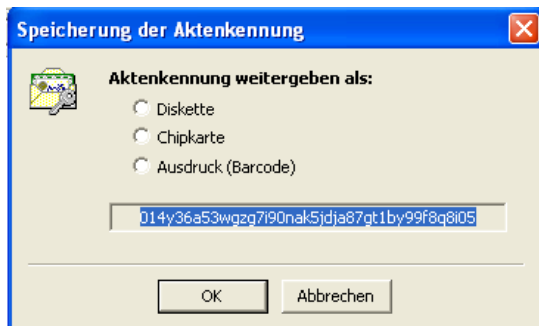 Speicherung der Aktenkennung
Aktenkennung weitergeben als:
Diskette
Chipkarte
Ausdruck (Barcode)
014y36a53wgzg7i90nak5jdja87gt1by99f8q8i05
OK
Abbrechen